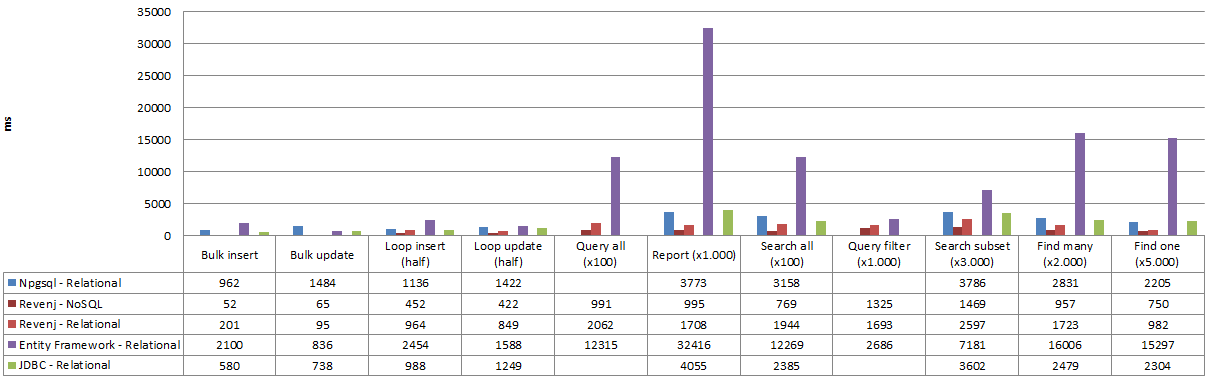 35000
30000
25000
20000
15000
10000
5000
0
ms
Bulk insert Bulk update Loop insert (half) Loop update (half) Query all (x100) Report (x1.000) Search all (x100) Query filter (x1.000) Search subset (x3.000) Find many (x2.000) Find one (x5.000)
Npgsql - Relational 962 1484 1136 1422 3773 3158 3786 2831 2205
Revenj - NoSQL 52 65 452 422 991 995 769 1325 1469 957 750
Revenj - Relational 201 95 964 849 2062 1708 1944 1693 2597 1723 982
Entity Framework - Relational 2100 836 2454 1588 12315 32416 12269 2686 7181 16006 15297
JDBC - Relational 580 738 988 1249 4055 2385 3602 2479 2304